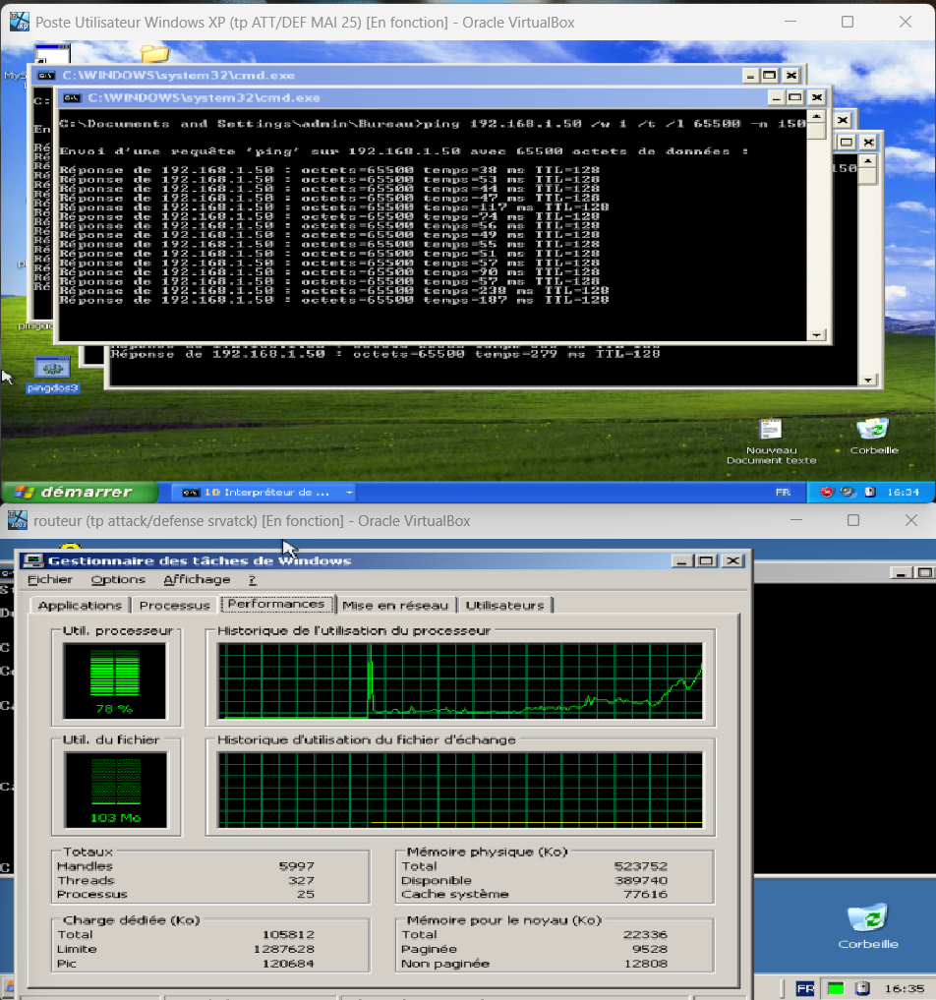 Poste Utilisateur Windows XP (tp ATT/DEF MAI 25) [En fonction] - Oracle VirtualBox
C:\WINDOWS\system32\cmd.exe
C:\WINDOWS\system32\cmd.exe
C:\Documents and Settings\admin\Bureau>ping 192.168.1.50 /w 1 /t /l 65500 -n 150
Envoi d'une requête 'ping' sur 192.168.1.50 avec 65500 octets de données :
Réponse de 192.168.1.50 : octets=65500 temps=38 ms TTL=128
Réponse de 192.168.1.50 : octets=65500 temps=53 ms TTL=128
Réponse de 192.168.1.50 : octets=65500 temps=44 ms TTL=128
Réponse de 192.168.1.50 : octets=65500 temps=47 ms TTL=128
Réponse de 192.168.1.50 : octets=65500 temps=117 ms TTL=128
Réponse de 192.168.1.50 : octets=65500 temps=74 ms TTL=128
Réponse de 192.168.1.50 : octets=65500 temps=56 ms TTL=128
Réponse de 192.168.1.50 : octets=65500 temps=49 ms TTL=128
Réponse de 192.168.1.50 : octets=65500 temps=55 ms TTL=128
Réponse de 192.168.1.50 : octets=65500 temps=51 ms TTL=128
Réponse de 192.168.1.50 : octets=65500 temps=57 ms TTL=128
Réponse de 192.168.1.50 : octets=65500 temps=90 ms TTL=128
Réponse de 192.168.1.50 : octets=65500 temps=57 ms TTL=128
Réponse de 192.168.1.50 : octets=65500 temps=238 ms TTL=128
Réponse de 192.168.1.50 : octets=65500 temps=187 ms TTL=128
150
Réponse de 192.168.1.50 : octets=65500 temps=279 ms TTL=128
pingdos3
Nouveau
Document texte
Corbeille
démarrer
10 Interpréteur de ...
FR
16:34
routeur (tp attack/defense srvatck) [En fonction] - Oracle VirtualBox
Gestionnaire des tâches de Windows
Fichier Options Affichage ?
Applications Processus Performances Mise en réseau Utilisateurs
Util. processeur
Historique de l'utilisation du processeur
78 %
Util. du fichier
Historique d'utilisation du fichier d'échange
103 Mo
Totaux
Handles 5997
Threads 327
Processus 25
Mémoire physique (Ko)
Total 523752
Disponible 389740
Cache système 77616
Charge dédiée (Ko)
Total 105812
Limite 1287628
Pic 120684
Mémoire pour le noyau (Ko)
Total 22336
Paginée 9528
Non paginée 12808
Corbeille
FR
16:35